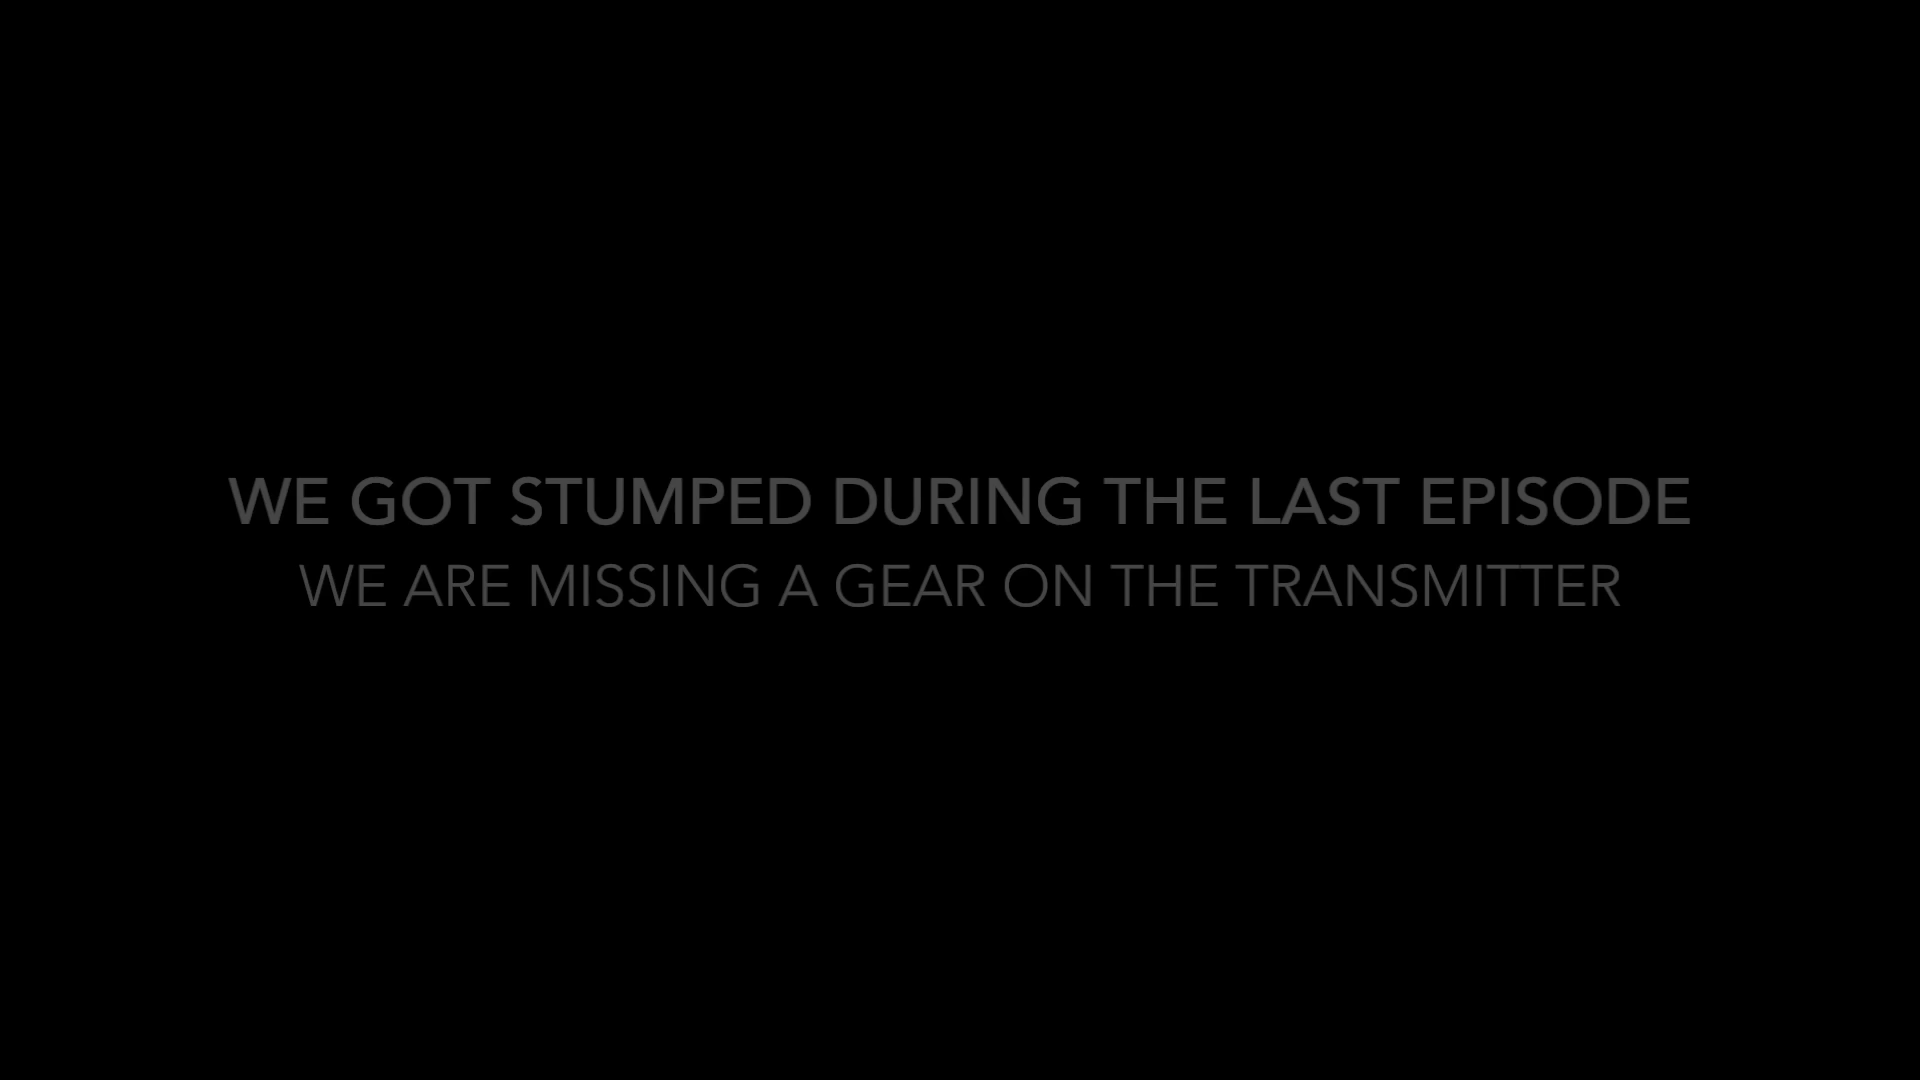 WE GOT STUMPED DURING THE LAST EPISODE
WE ARE MISSING A GEAR ON THE TRANSMITTER